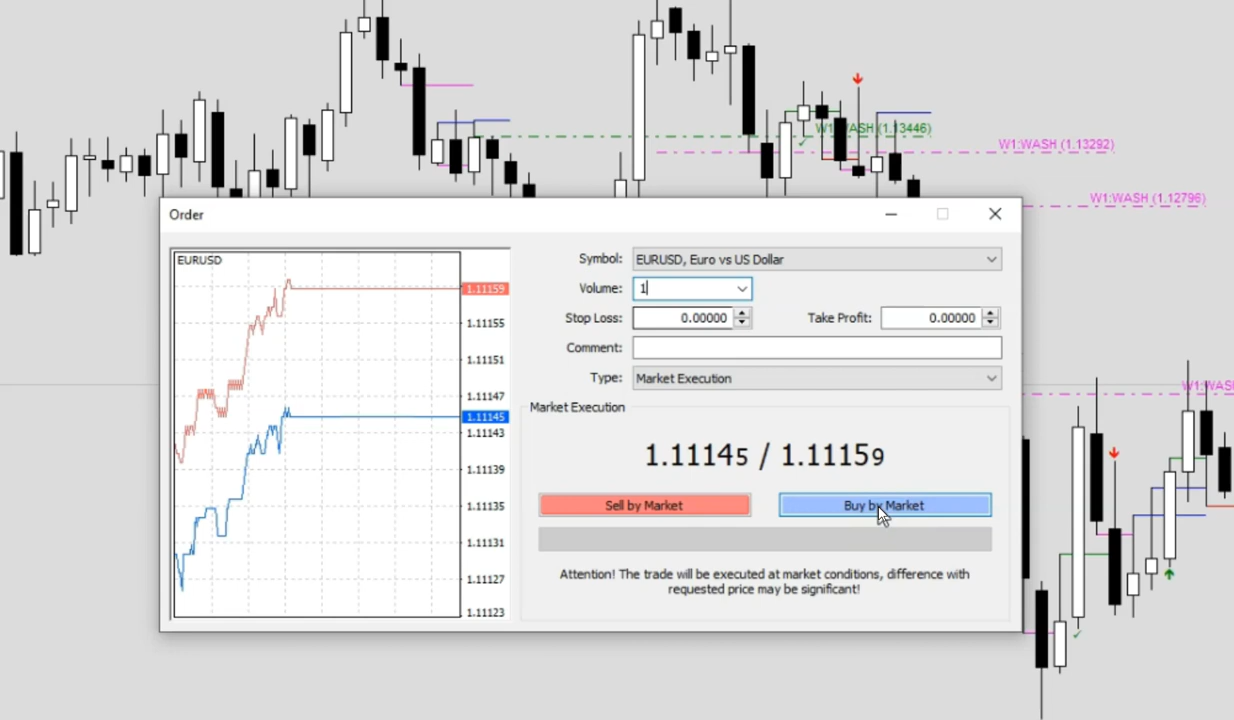 W1:WASH (1.13446)
W1:WASH (1.13292)
W1:WASH (1.12796)
Order
EURUSD
1.11159
1.11155
1.11151
1.11147
1.11145
1.11143
1.11139
1.11135
1.11131
1.11127
1.11123
Symbol: EURUSD, Euro vs US Dollar
Volume: 1
Stop Loss: 0.00000 Take Profit: 0.00000
Comment:
Type: Market Execution
Market Execution
1.11145 / 1.11159
Sell by Market Buy by Market
Attention! The trade will be executed at market conditions, difference with
requested price may be significant!
W1:WASH